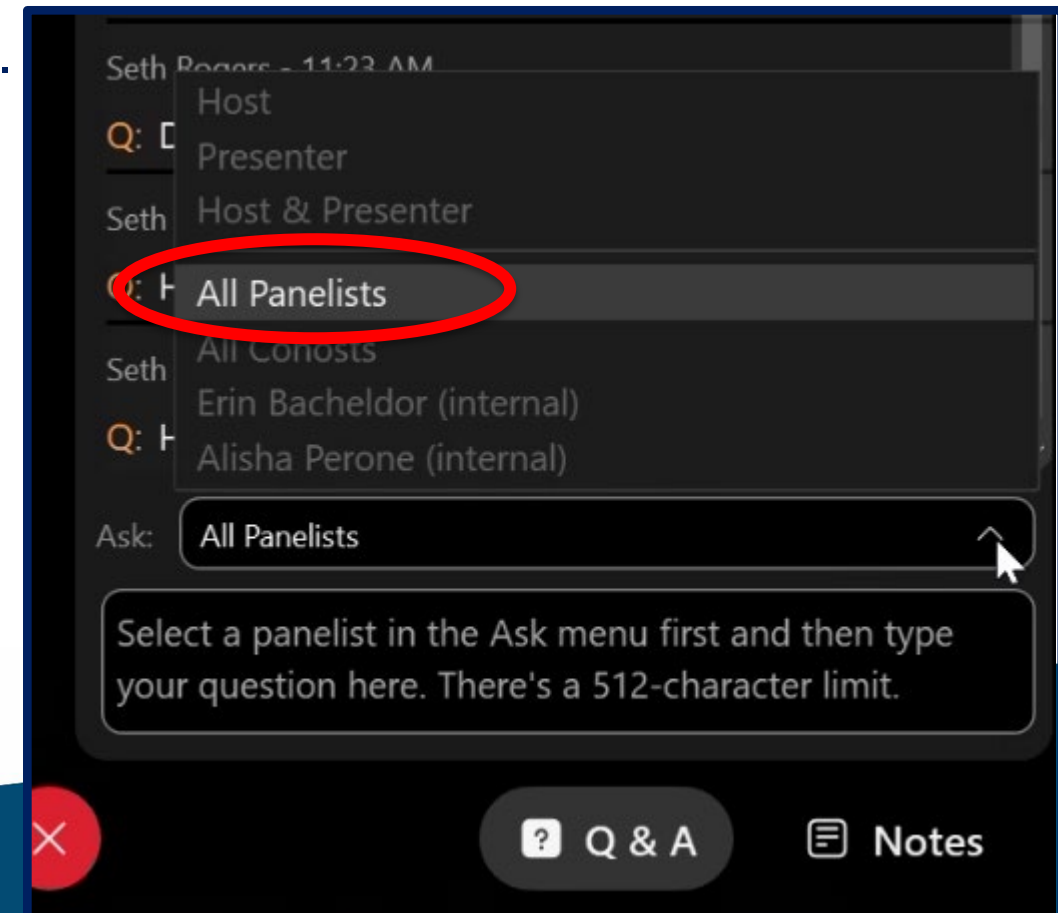 .
Seth Rogers - 11:23 AM
Host
Q:
Presenter
Seth
Host & Presenter
Q: H
All Panelists
All Cohosts
Seth
Erin Bacheldor (internal)
Q: H
Alisha Perone (internal)
Ask: All Panelists
Select a panelist in the Ask menu first and then type
your question here. There's a 512-character limit.
? Q & A
Notes